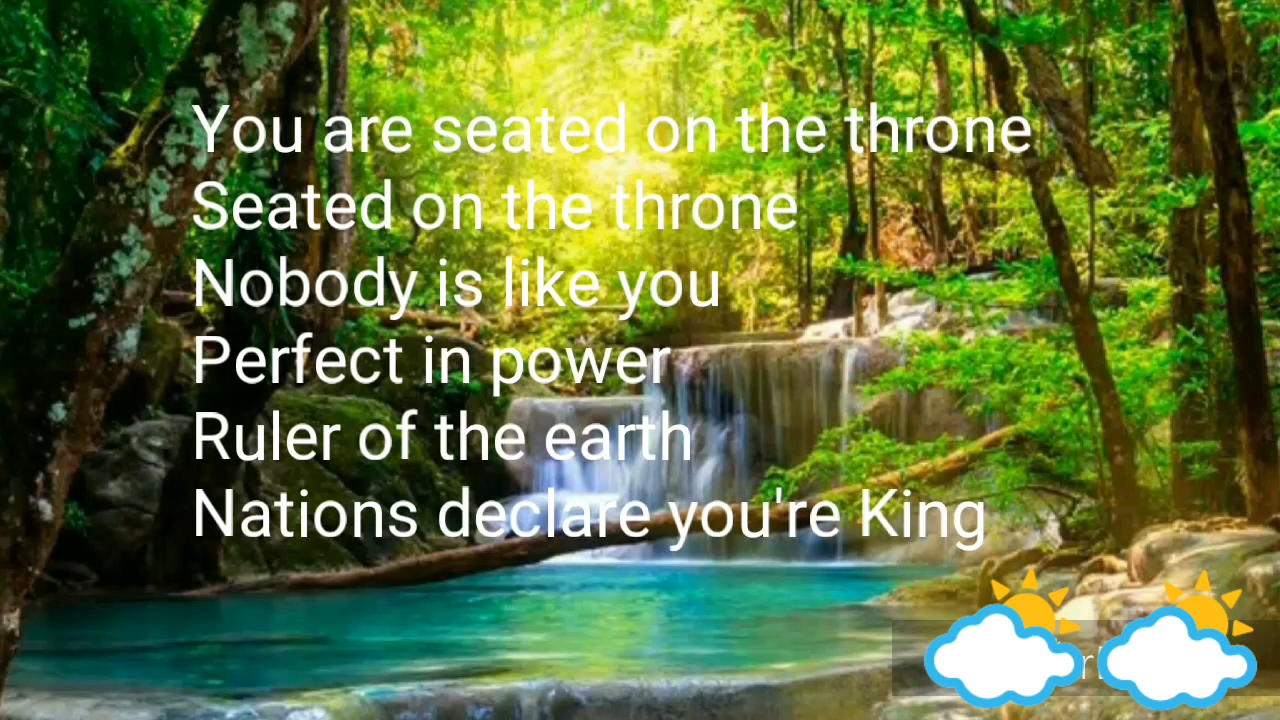 You are seated on the throne
Seated on the throne
Nobody is like you
Perfect in power
Ruler of the earth
Nations declare you're King